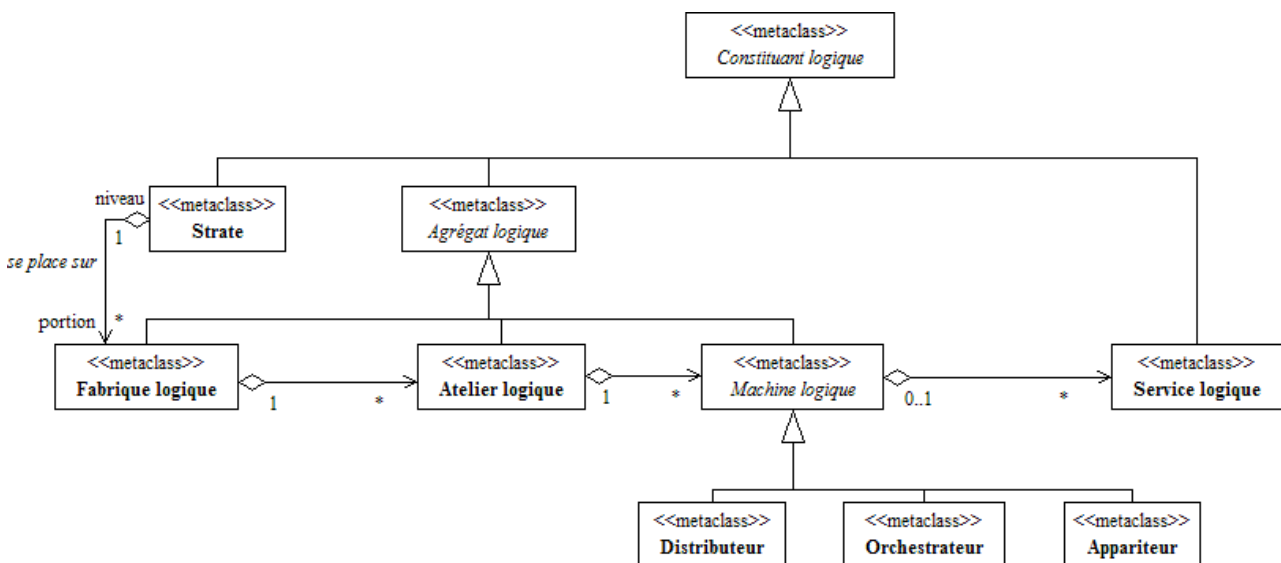 <<metaclass>>
Constituant logique
niveau
<<metaclass>>
Strate
<<metaclass>>
Agrégat logique
1
se place sur
portion
*
<<metaclass>>
Fabrique logique
1
*
<<metaclass>>
Atelier logique
1
*
<<metaclass>>
Machine logique
0..1
*
<<metaclass>>
Service logique
<<metaclass>>
Distributeur
<<metaclass>>
Orchestrateur
<<metaclass>>
Appariteur